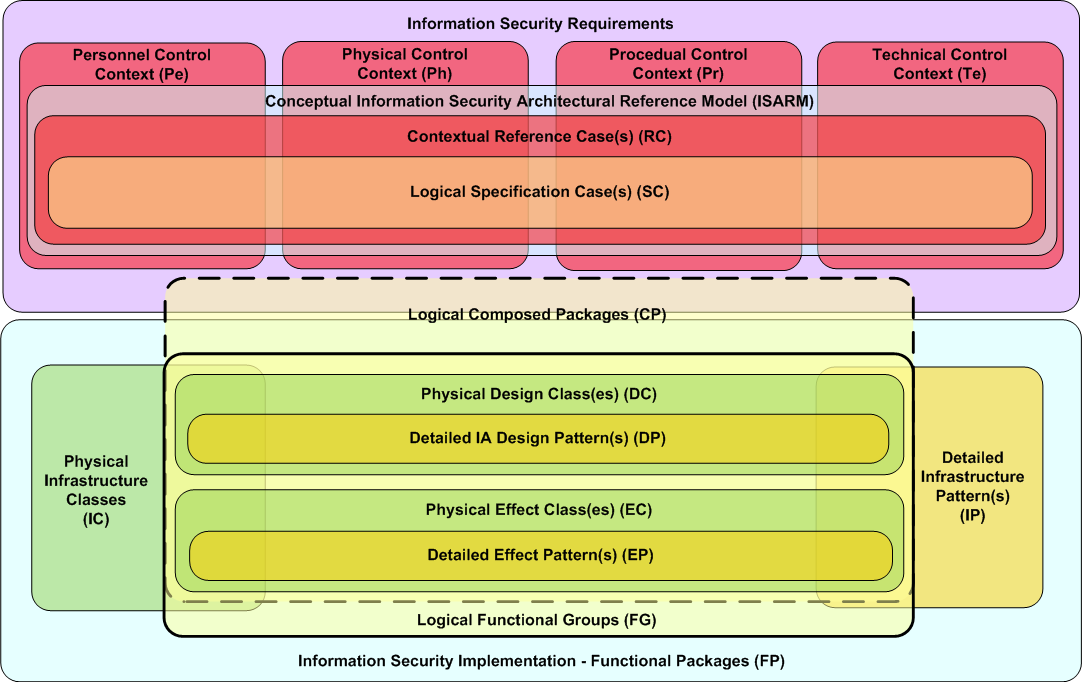 Information Security Requirements
Personnel Control
Context (Pe)
Physical Control
Context (Ph)
Procedual Control
Context (Pr)
Technical Control
Context (Te)
Conceptual Information Security Architectural Reference Model (ISARM)
Contextual Reference Case(s) (RC)
Logical Specification Case(s) (SC)
Logical Composed Packages (CP)
Physical Design Class(es) (DC)
Detailed IA Design Pattern(s) (DP)
Physical
Infrastructure
Classes
(IC)
Detailed
Infrastructure
Pattern(s)
(IP)
Physical Effect Class(es) (EC)
Detailed Effect Pattern(s) (EP)
Logical Functional Groups (FG)
Information Security Implementation - Functional Packages (FP)